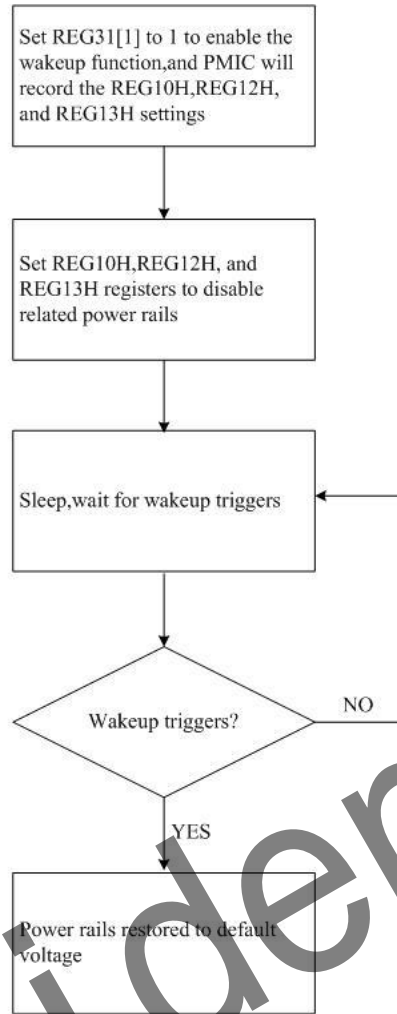 Set REG31[1] to 1 to enable the
wakeup function,and PMIC will
record the REG10H,REG12H,
and REG13H settings
Set REG10H,REG12H, and
REG13H registers to disable
related power rails
Sleep,wait for wakeup triggers
Wakeup triggers?
NO
YES
Power rails restored to default
voltage